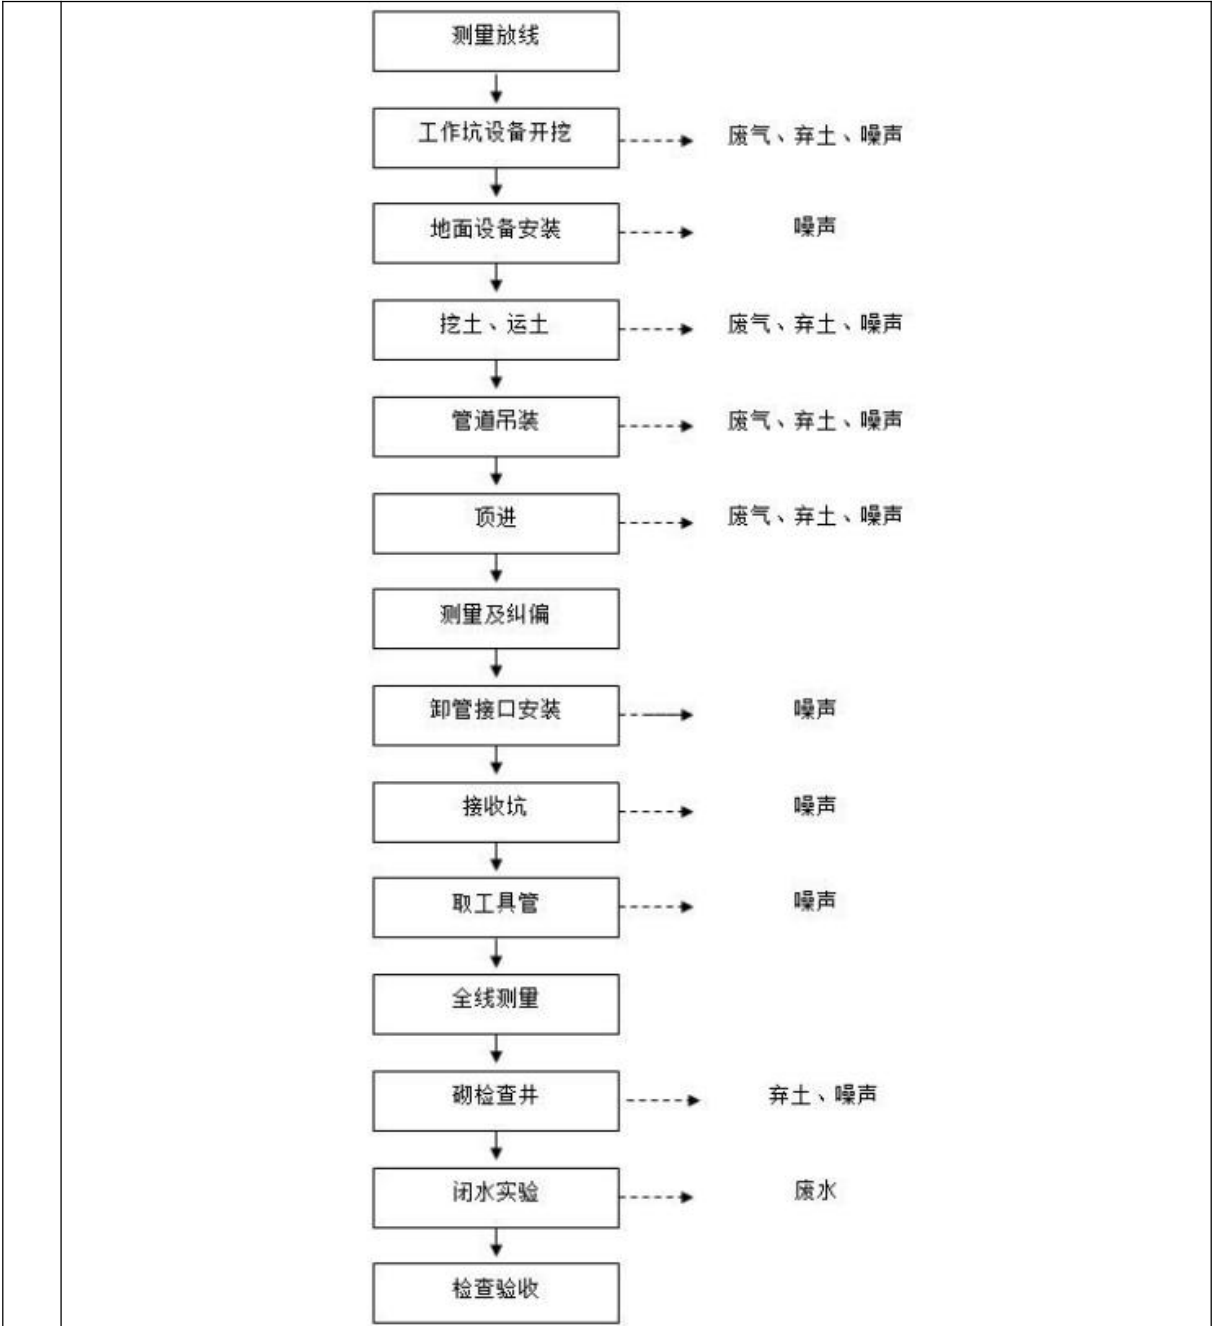 测量放线
工作坑设备开挖
废气、弃土、噪声
地面设备安装
噪声
挖土、运土
废气、弃土、噪声
管道吊装
废气、弃土、噪声
顶进
废气、弃土、噪声
测量及纠偏
卸管接口安装
噪声
接收坑
噪声
取工具管
噪声
全线测量
砌检查井
弃土、噪声
闭水实验
废水
检查验收